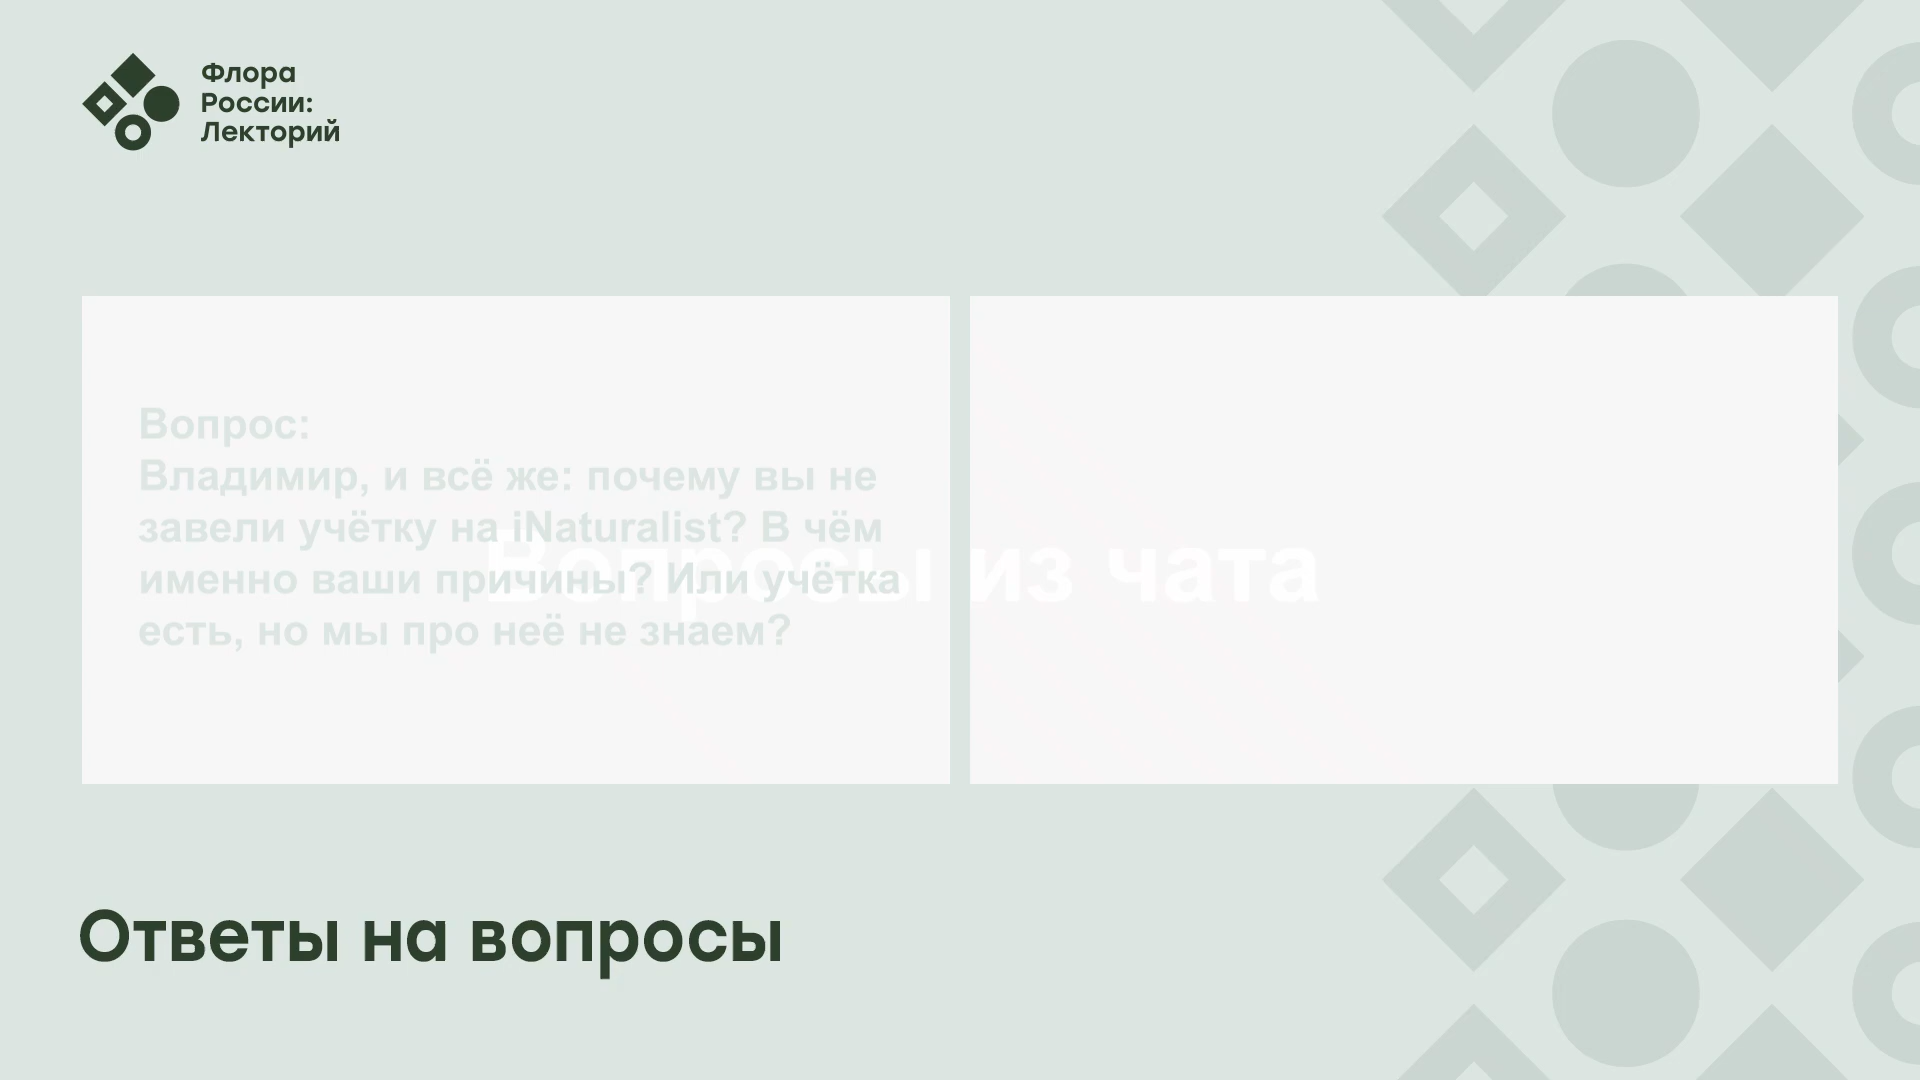 Флора
России:
Лекторий
Вопрос:
Владимир, и всё же: почему вы не
завели учётку на iNaturalist? В чём
именно ваши причины? Или учётка
есть, но мы про неё не знаем?
Вопросы из чата
Ответы на вопросы